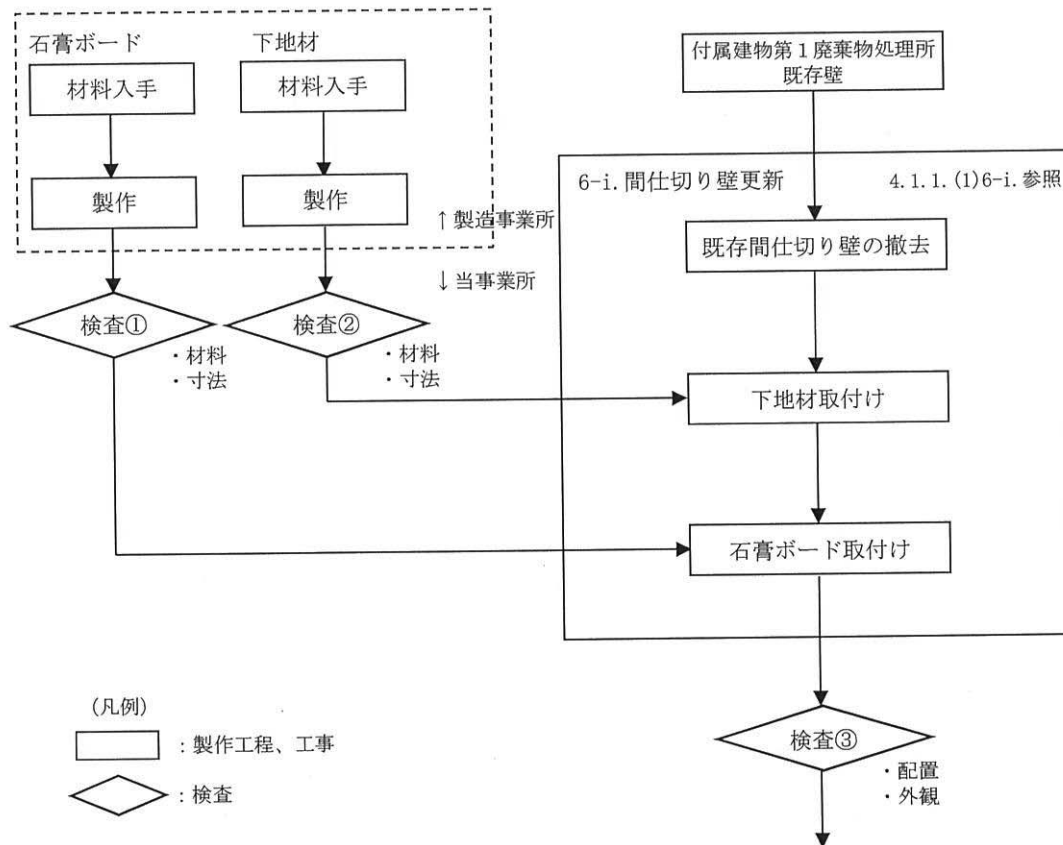 石膏ボード
下地材
材料入手
材料入手
製作
製作
↑製造事業所
↓当事業所
検査①
・材料
・寸法
検査②
・材料
・寸法
付属建物第1廃棄物処理所
既存壁
6-i.間仕切り壁更新
4.1.1.(1)6-i.参照
既存間仕切り壁の撤去
下地材取付け
石膏ボード取付け
検査③
・配置
・外観
(凡例)
：製作工程、工事
：検査